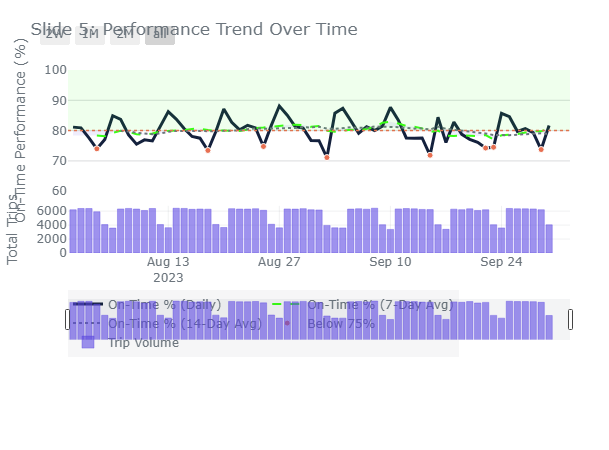 Slide 5: Performance Trend Over Time
2W 1M 2M all
On-Time Performance (%)
100
90
80
70
60
Total Trips
6000
4000
2000
0
Aug 13
2023
Aug 27
Sep 10
Sep 24
On-Time % (Daily)
On-Time % (7-Day Avg)
On-Time % (14-Day Avg)
Below 75%
Trip Volume